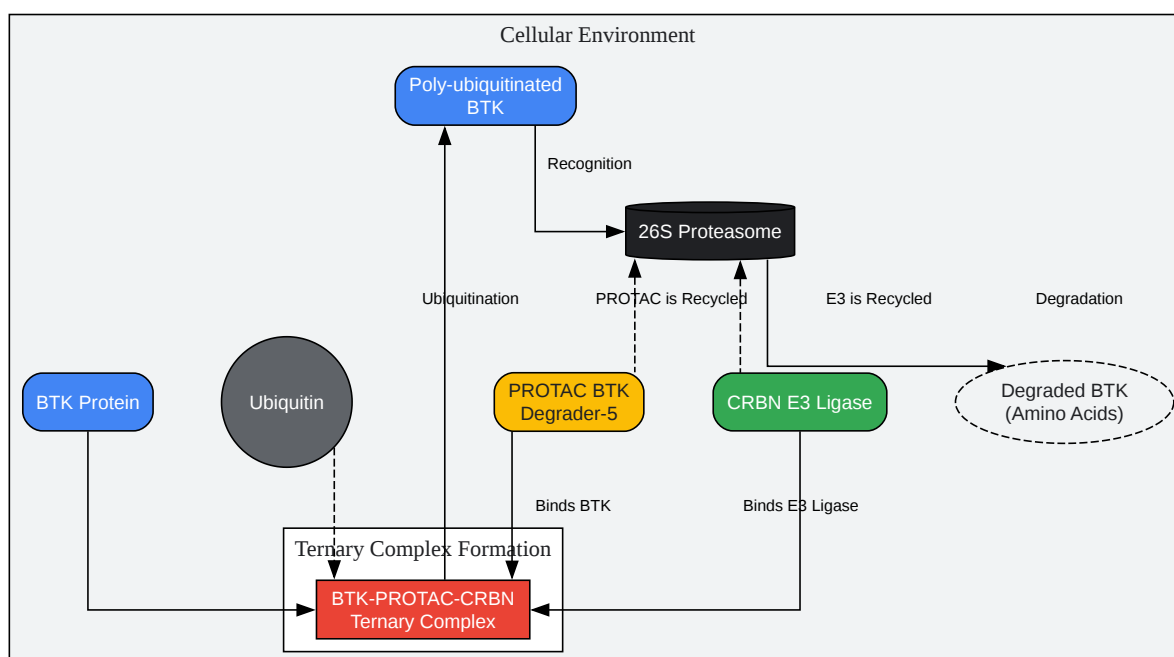 Cellular Environment
Poly-ubiquitinated
BTK
Recognition
26S Proteasome
Ubiquitination
PROTAC is Recycled
E3 is Recycled
Degradation
BTK Protein
Ubiquitin
PROTAC BTK
Degrader-5
CRBN E3 Ligase
Degraded BTK
(Amino Acids)
Binds BTK
Binds E3 Ligase
Ternary Complex Formation
BTK-PROTAC-CRBN
Ternary Complex